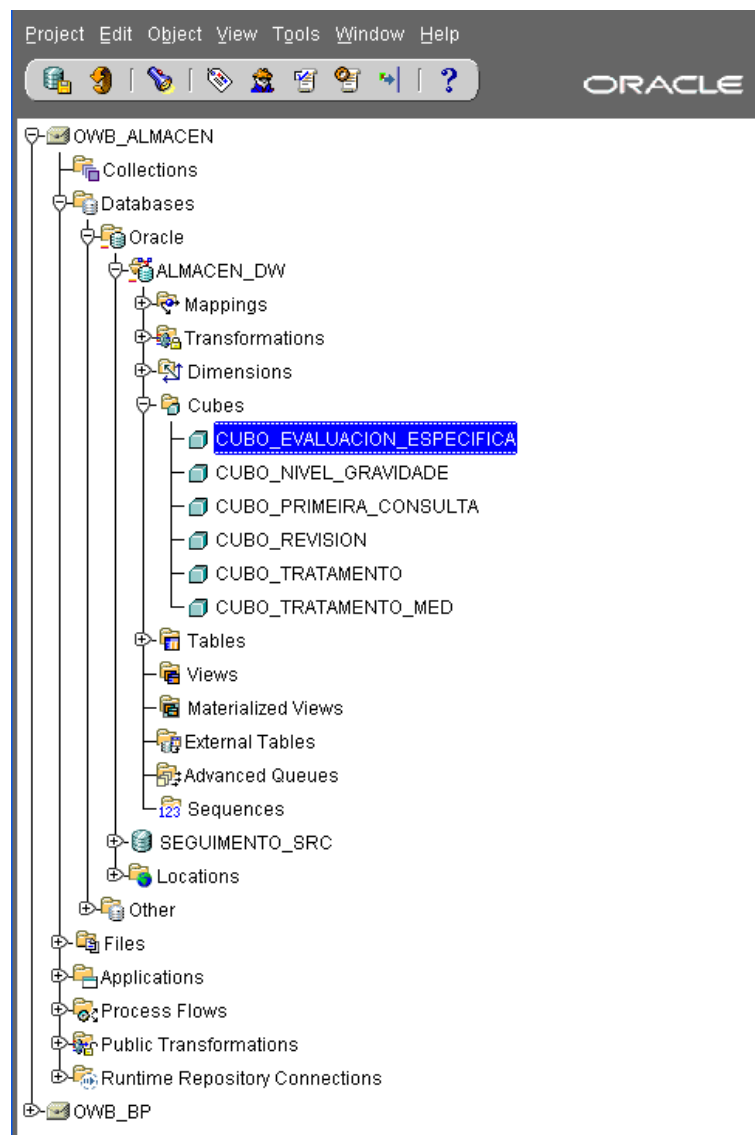 Project Edit Object View Tools Window Help
ORACLE
OWB_ALMACEN
Collections
Databases
Oracle
ALMACEN_DW
Mappings
Transformations
Dimensions
Cubes
CUBO_EVALUACION_ESPECIFICA
CUBO_NIVEL_GRAVIDADE
CUBO_PRIMEIRA_CONSULTA
CUBO_REVISION
CUBO_TRATAMENTO
CUBO_TRATAMENTO_MED
Tables
Views
Materialized Views
External Tables
Advanced Queues
123 Sequences
SEGUIMENTO_SRC
Locations
Other
Files
Applications
Process Flows
Public Transformations
Runtime Repository Connections
OWB_BP